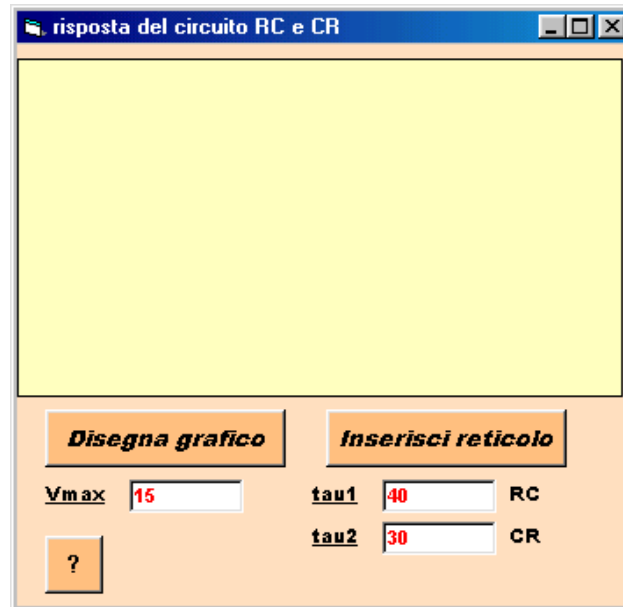 risposta del circuito RC e CR
Disegna grafico Inserisci reticolo
Vmax 15 tau1 40 RC
tau2 30 CR
?